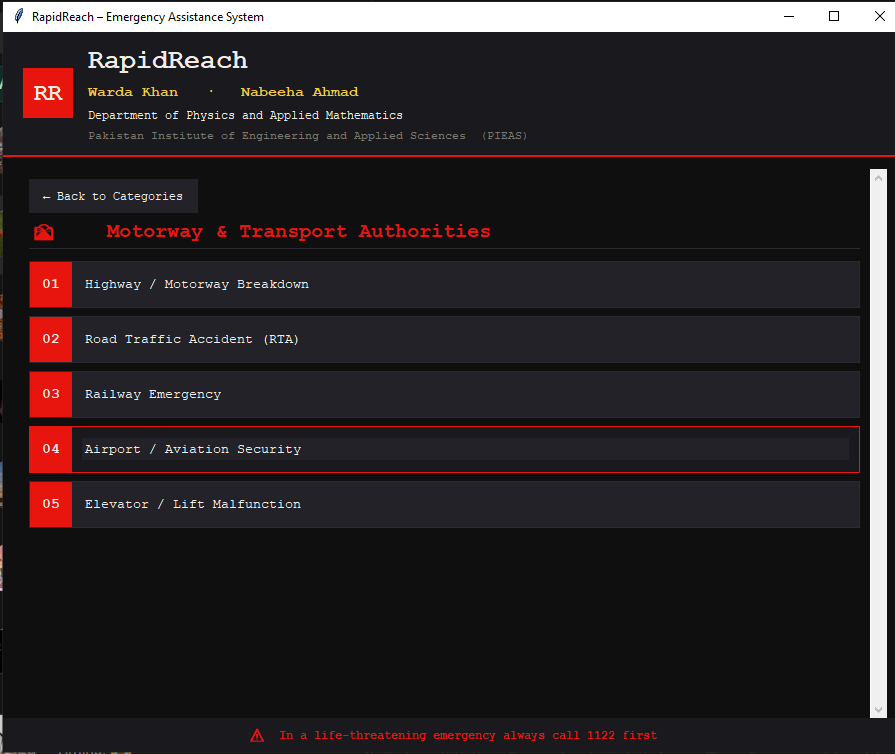 RapidReach – Emergency Assistance System
RR
RapidReach
Warda Khan · Nabeeha Ahmad
Department of Physics and Applied Mathematics
Pakistan Institute of Engineering and Applied Sciences (PIEAS)
← Back to Categories
Motorway & Transport Authorities
01 Highway / Motorway Breakdown
02 Road Traffic Accident (RTA)
03 Railway Emergency
04 Airport / Aviation Security
05 Elevator / Lift Malfunction
⚠ In a life-threatening emergency always call 1122 first